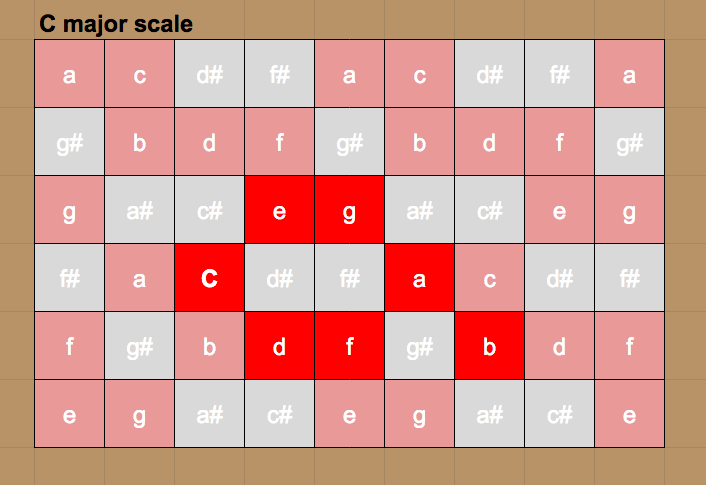 C major scale
a c d# f# a c d# f# a
g# b d f g# b d f g#
g a# c# e g a# c# e g
f# a C d# f# a c d# f#
f g# b d f g# b d f
e g a# c# e g a# c# e